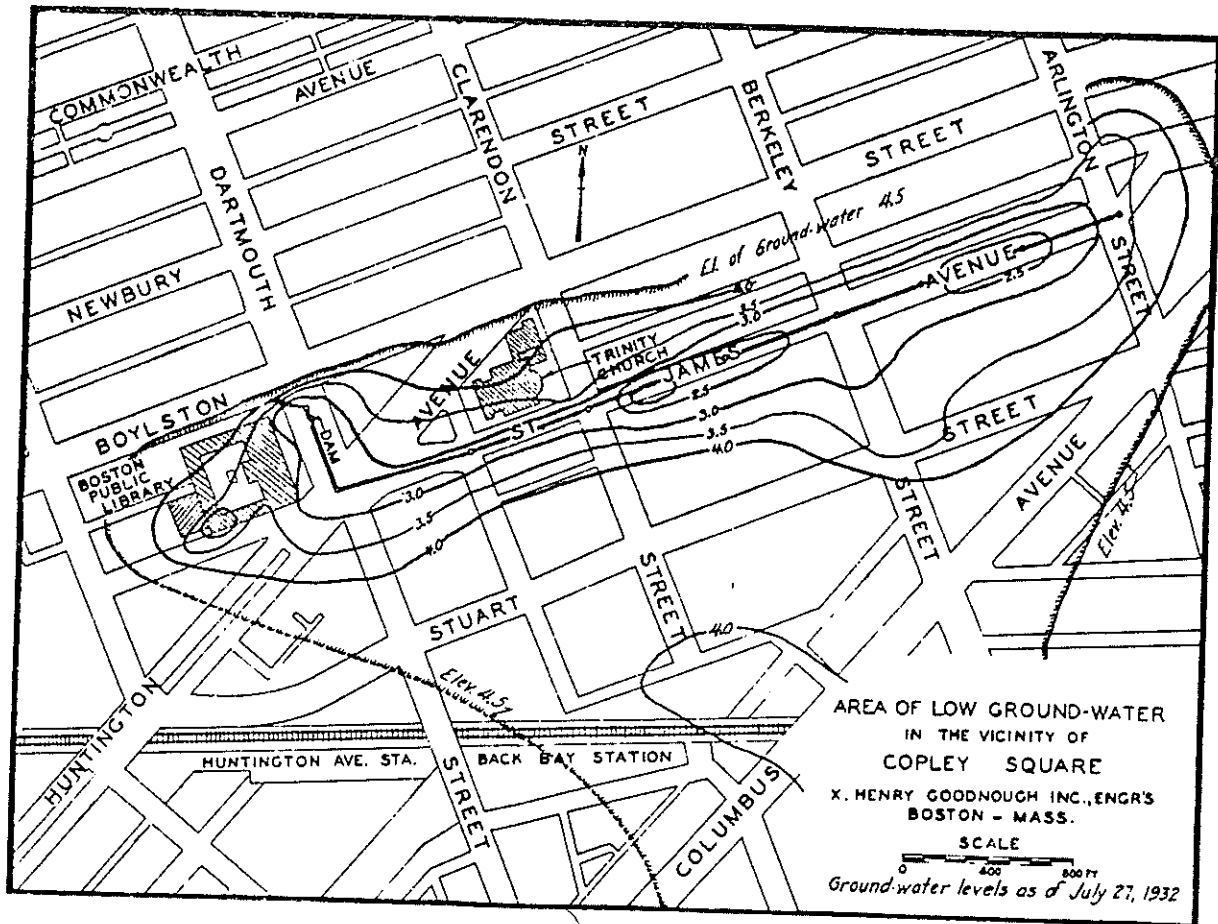 COMMONWEALTH
AVENUE
CLARENDON
STREET
BERKELEY
STREET
ARLINGTON
STREET
DARTMOUTH
N
NEWBURY
El. of Ground-water 4.5
4.0
3.5
3.0
AVENUE
2.5
TRINITY
CHURCH
ST. JAMES
2.5
AVENUE
BOYLSTON
DAM
BOSTON
PUBLIC
LIBRARY
3.0
3.5
4.0
3.0
3.5
4.0
STREET
STREET
AVENUE
Elev. 4.5
STUART
STREET
4.0
Elev. 4.5
HUNTINGTON
HUNTINGTON AVE. STA.
BACK BAY STATION
STREET
COLUMBUS
AREA OF LOW GROUND-WATER
IN THE VICINITY OF
COPLEY SQUARE
X. HENRY GOODNOUGH INC., ENGR'S
BOSTON - MASS.
SCALE
0 400 800 FT
Ground-water levels as of July 27, 1932